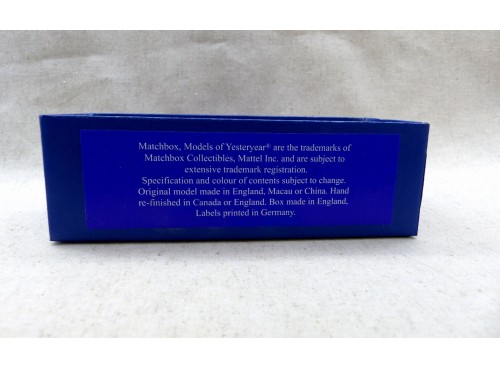 Matchbox, Models of Yesteryear® are the trademarks of
Matchbox Collectibles, Mattel Inc. and are subject to
extensive trademark registration.
Specification and colour of contents subject to change.
Original model made in England, Macau or China. Hand
re-finished in Canada or England. Box made in England,
Labels printed in Germany.